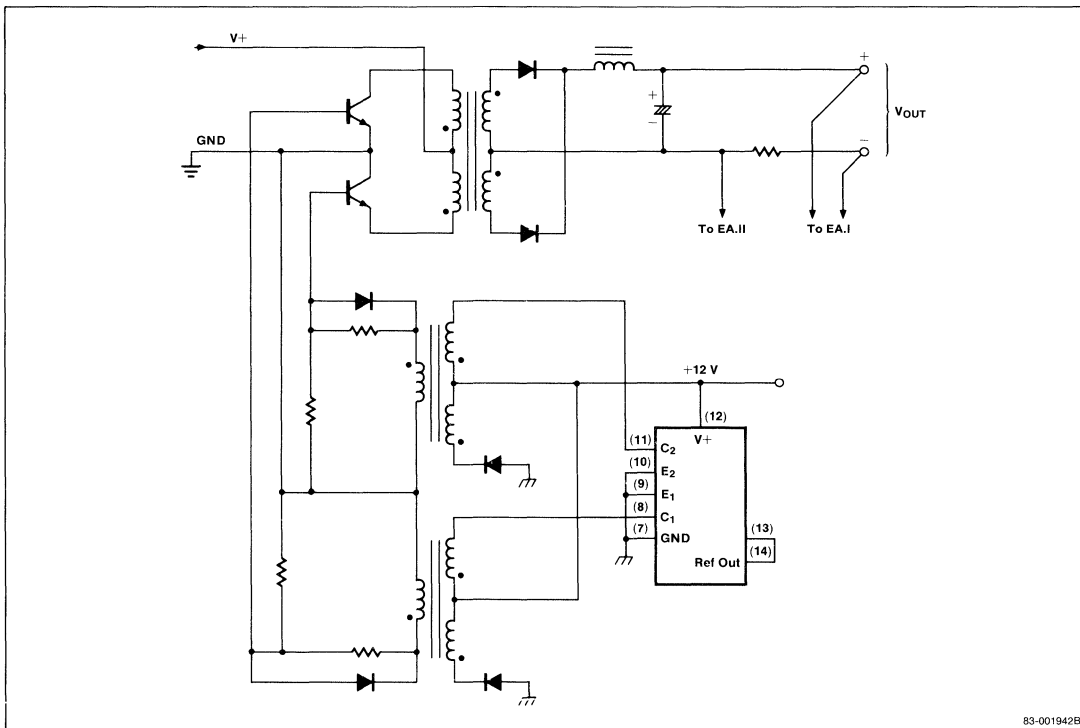 V+
+
VOUT
GND
−
To EA.II
To EA.I
+
−
+12 V
(12)
V+
(11)
C2
(10)
E2
(9)
E1
(8)
C1
(7)
GND
(13)
(14)
Ref Out
83-001942B